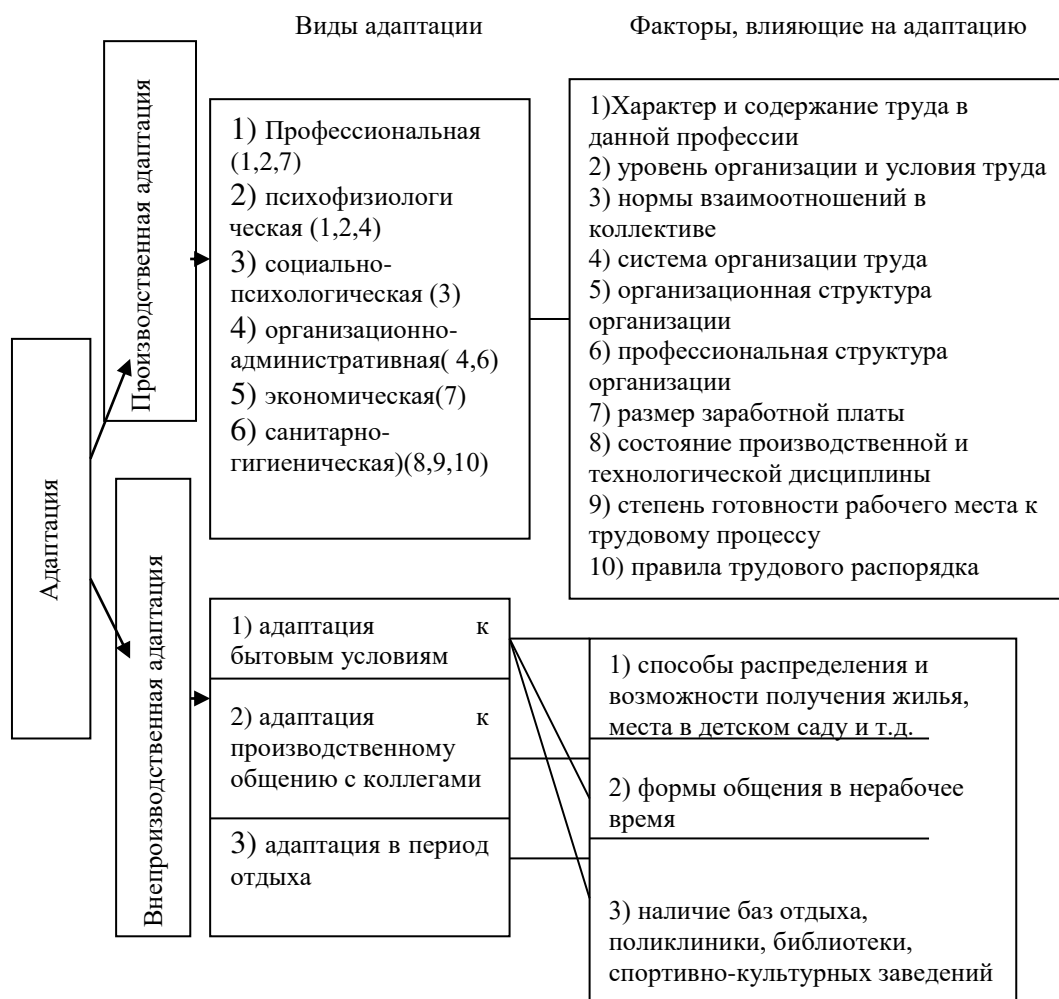 Виды адаптации
Факторы, влияющие на адаптацию
Адаптация
Производственная адаптация
1) Профессиональная
(1,2,7)
2) психофизиологи
ческая (1,2,4)
3) социально-
психологическая (3)
4) организационно-
административная( 4,6)
5) экономическая(7)
6) санитарно-
гигиеническая)(8,9,10)
1)Характер и содержание труда в
данной профессии
2) уровень организации и условия труда
3) нормы взаимоотношений в
коллективе
4) система организации труда
5) организационная структура
организации
6) профессиональная структура
организации
7) размер заработной платы
8) состояние производственной и
технологической дисциплины
9) степень готовности рабочего места к
трудовому процессу
10) правила трудового распорядка
Внепроизводственная адаптация
1) адаптация к
бытовым условиям
2) адаптация к
производственному
общению с коллегами
3) адаптация в период
отдыха
1) способы распределения и
возможности получения жилья,
места в детском саду и т.д.
2) формы общения в нерабочее
время
3) наличие баз отдыха,
поликлиники, библиотеки,
спортивно-культурных заведений